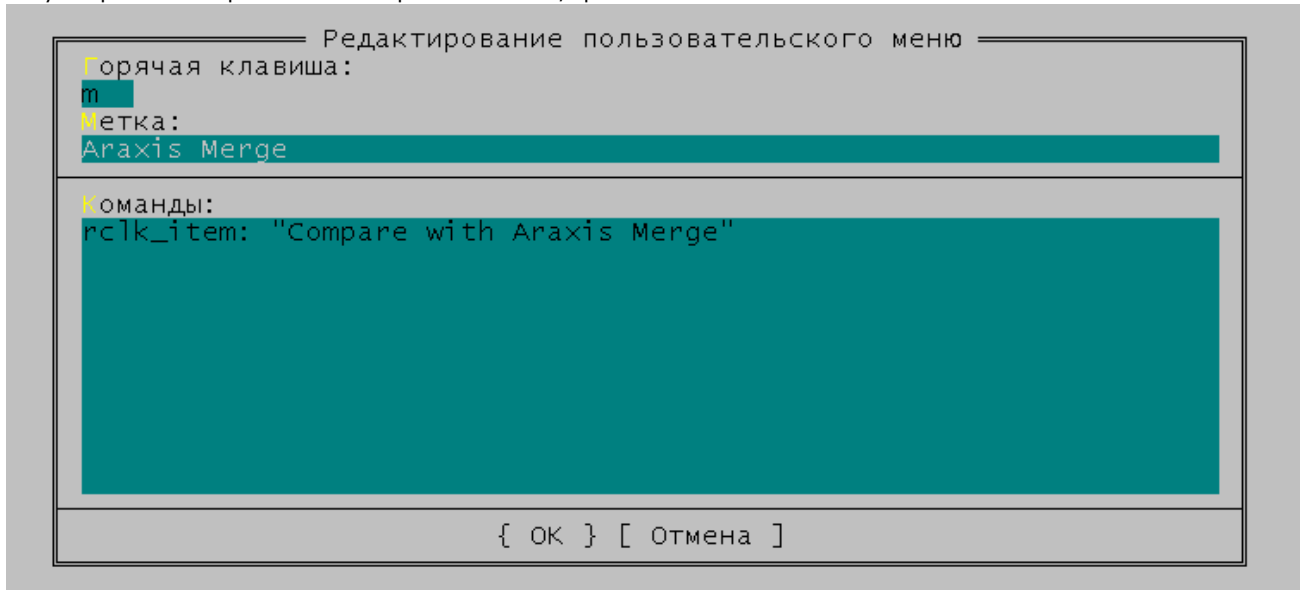 Редактирование пользовательского меню
Горячая клавиша:
m
Метка:
Araxis Merge
Команды:
rclk_item: "Compare with Araxis Merge"
{ OK } [ Отмена ]